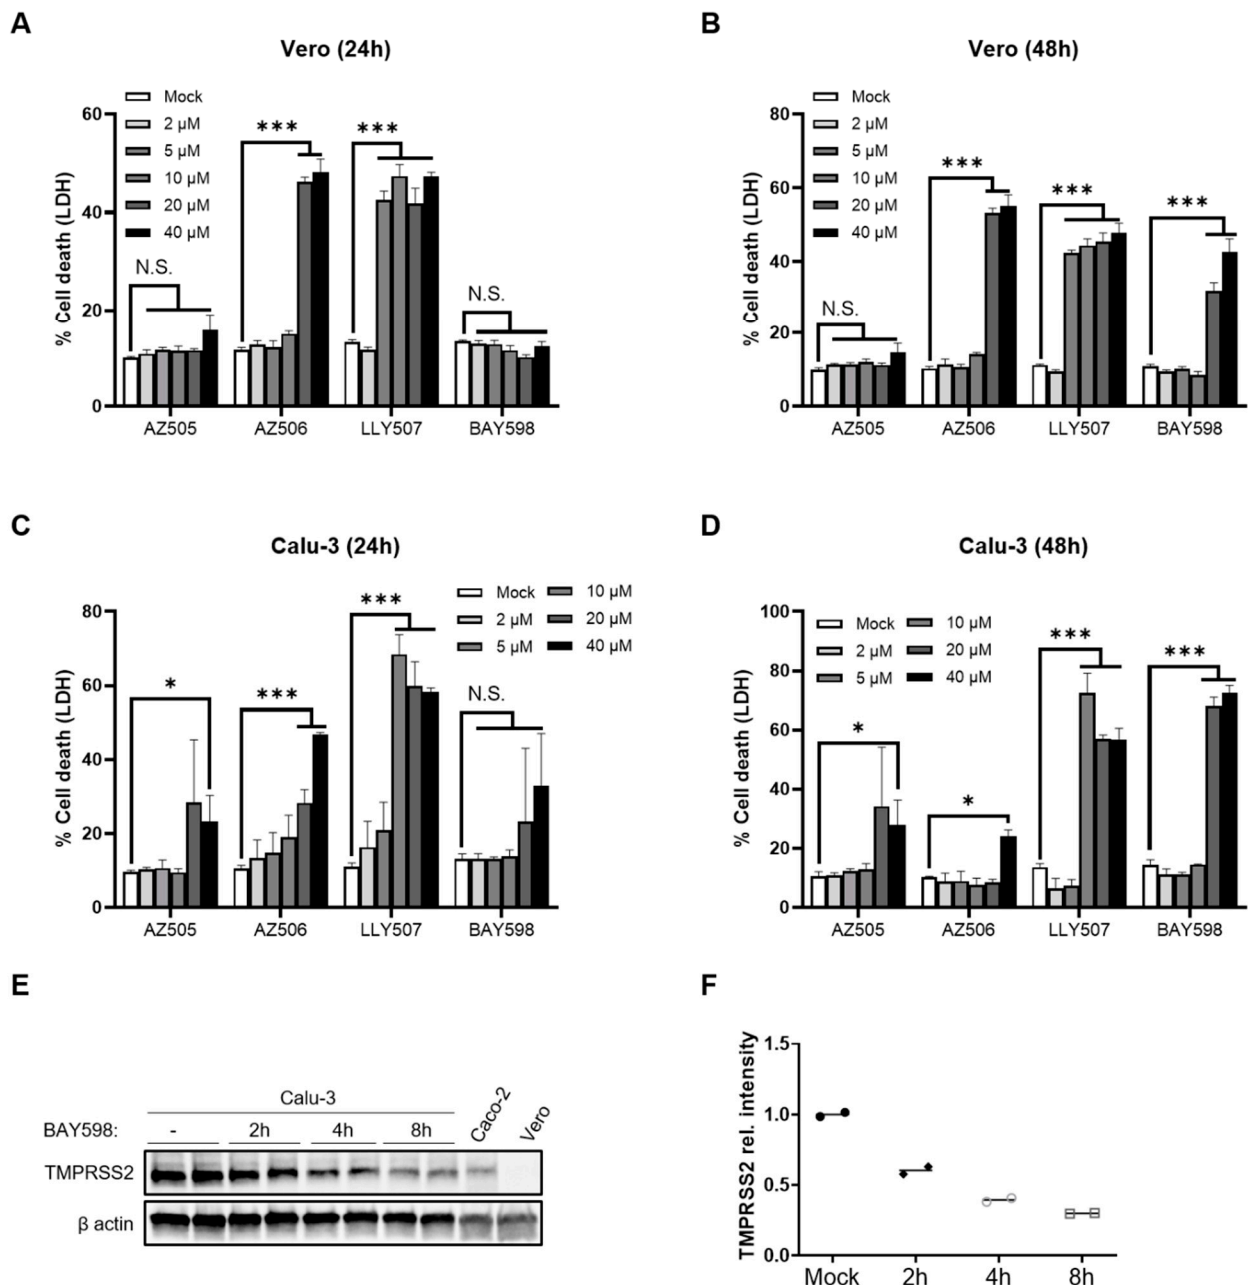 A
Vero (24h)
% Cell death (LDH)
60
40
20
0
Mock
2 µM
5 µM
10 µM
20 µM
40 µM
N.S.
***
***
N.S.
AZ505
AZ506
LLY507
BAY598
B
Vero (48h)
% Cell death (LDH)
80
60
40
20
0
Mock
2 µM
5 µM
10 µM
20 µM
40 µM
N.S.
***
***
***
AZ505
AZ506
LLY507
BAY598
C
Calu-3 (24h)
% Cell death (LDH)
80
60
40
20
0
Mock
2 µM
5 µM
10 µM
20 µM
40 µM
*
***
***
N.S.
AZ505
AZ506
LLY507
BAY598
D
Calu-3 (48h)
% Cell death (LDH)
100
80
60
40
20
0
Mock
2 µM
5 µM
10 µM
20 µM
40 µM
*
*
***
***
AZ505
AZ506
LLY507
BAY598
E
Calu-3
Caco-2
Vero
BAY598:
-
2h
4h
8h
TMPRSS2
β actin
F
TMPRSS2 rel. intensity
1.5
1.0
0.5
0.0
Mock
2h
4h
8h